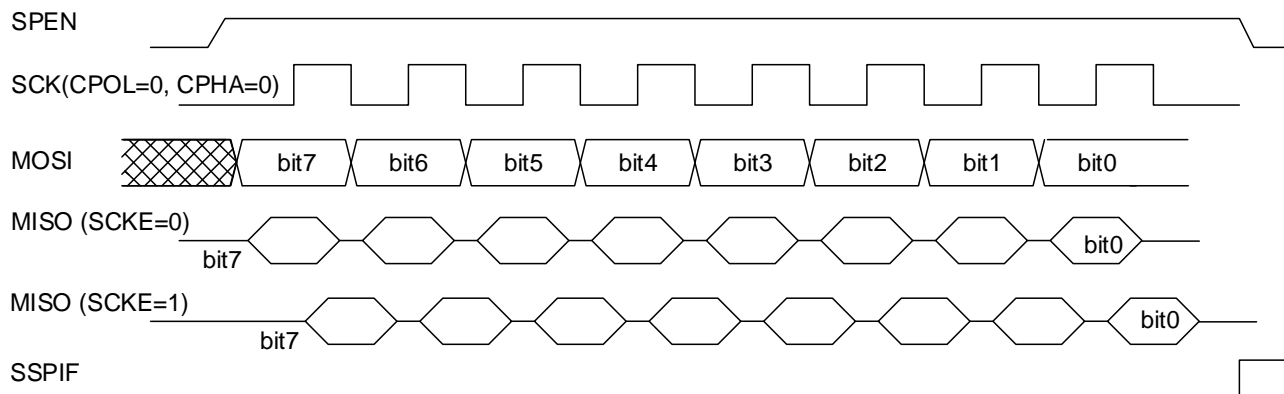 SPEN
SCK(CPOL=0, CPHA=0)
MOSI bit7 bit6 bit5 bit4 bit3 bit2 bit1 bit0
MISO (SCKE=0)
bit7 bit0
MISO (SCKE=1)
bit7 bit0
SSPIF